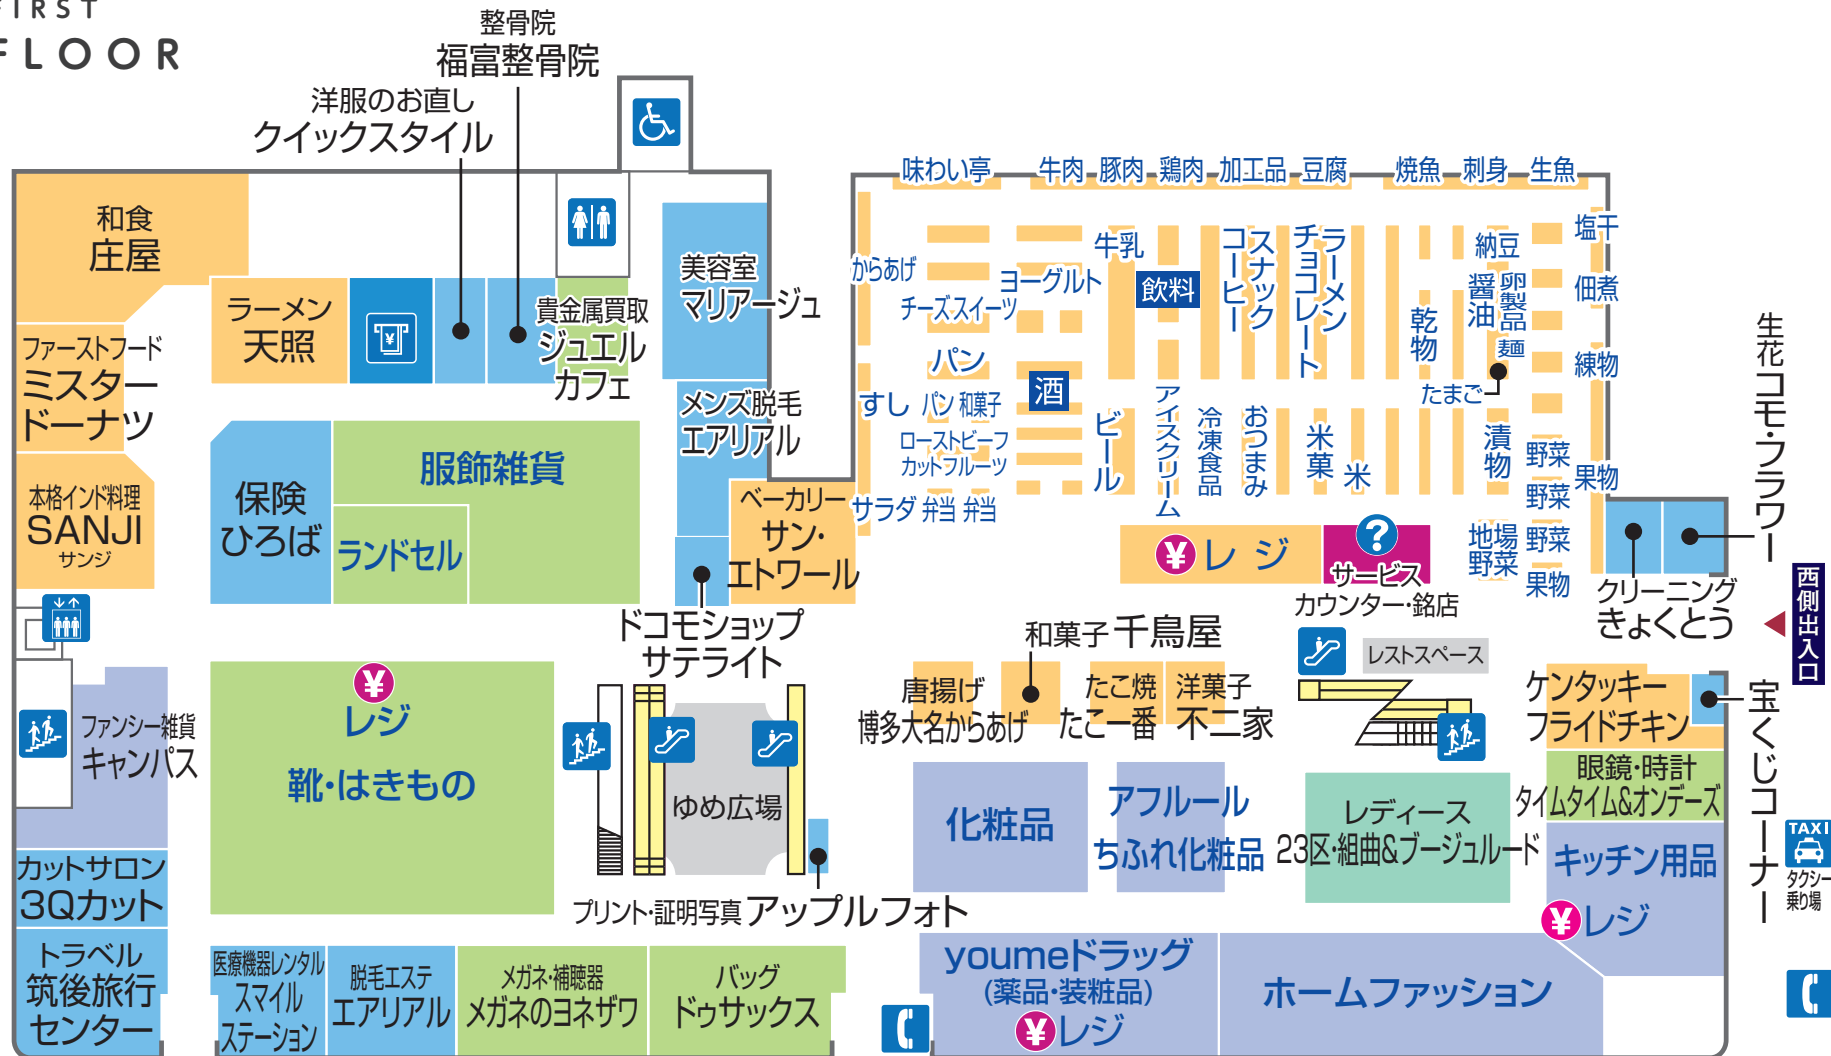 FIRST
FLOOR
整骨院
福富整骨院
洋服のお直し
クイックスタイル
和食
庄屋
ラーメン
天照
¥
貴金属買取
ジュエル
カフェ
美容室
マリアージュ
メンズ脱毛
エアリアル
ファーストフード
ミスター
ドーナツ
本格インド料理
SANJI
サンジ
保険
ひろば
服飾雑貨
ランドセル
ベーカリー
サン・
エトワール
ドコモショップ
サテライト
味わい亭
牛肉
豚肉
鶏肉
加工品
豆腐
焼魚
刺身
生魚
塩干
からあげ
チーズ
スイーツ
ヨーグルト
牛乳
飲料
コーヒー
スナック
チョコレート
ラーメン
乾物
納豆
醤油
卵製品
麺
たまご
佃煮
練物
パン
すし
パン
和菓子
酒
ローストビーフ
カットフルーツ
サラダ
弁当
弁当
ビール
アイスクリーム
冷凍食品
おつまみ
米菓
米
漬物
野菜
野菜
果物
地場
野菜
野菜
果物
¥レジ
?
サービス
カウンター・銘店
生花
コモ・フラワー
クリーニング
きょくとう
西側出入口
ファンシー雑貨
キャンパス
¥
レジ
靴・はきもの
ゆめ広場
プリント・証明写真 アップルフォト
和菓子 千鳥屋
唐揚げ
博多大名からあげ
たこ焼
たこ一番
洋菓子
不二家
レストスペース
ケンタッキー
フライドチキン
宝くじコーナー
眼鏡・時計
タイムタイム&オンデーズ
化粧品
アフルール
ちふれ化粧品
レディース
23区・組曲&ブージュルード
キッチン用品
¥レジ
TAXI
タクシー
乗り場
カットサロン
3Qカット
トラベル
筑後旅行
センター
医療機器レンタル
スマイル
ステーション
脱毛エステ
エアリアル
メガネ・補聴器
メガネのヨネザワ
バッグ
ドゥサックス
youmeドラッグ
(薬品・装粧品)
¥レジ
ホームファッション